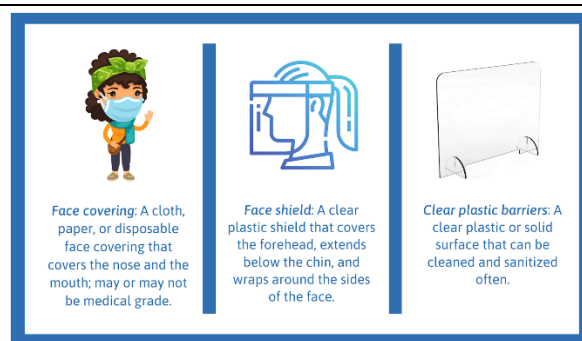 Face covering: A cloth,
paper, or disposable
face covering that
covers the nose and the
mouth; may or may not
be medical grade.
Face shield: A clear
plastic shield that covers
the forehead, extends
below the chin, and
wraps around the sides
of the face.
Clear plastic barriers: A
clear plastic or solid
surface that can be
cleaned and sanitized
often.